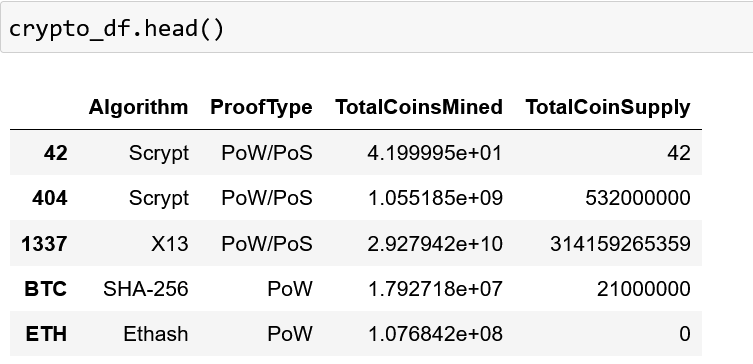 crypto_df.head()
Algorithm ProofType TotalCoinsMined TotalCoinSupply
42 Scrypt PoW/PoS 4.199995e+01 42
404 Scrypt PoW/PoS 1.055185e+09 532000000
1337 X13 PoW/PoS 2.927942e+10 314159265359
BTC SHA-256 PoW 1.792718e+07 21000000
ETH Ethash PoW 1.076842e+08 0